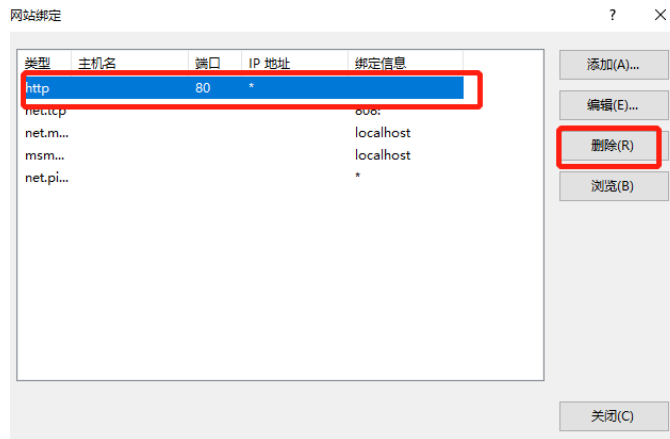 网站绑定 ? ×
类型 主机名 端口 IP 地址 绑定信息
http 80 *
net.tcp 808:
net.m... localhost
msm... localhost
net.pi... *
添加(A)...
编辑(E)...
删除(R)
浏览(B)
关闭(C)